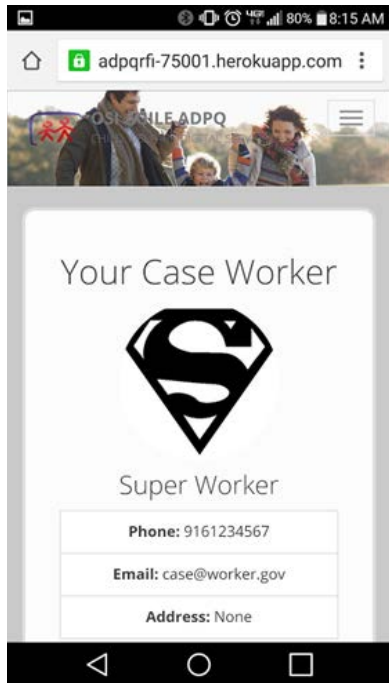 80% 8:15 AM
adpqrfi-75001.herokuapp.com
ADPQ
Your Case Worker
S
Super Worker
Phone: 9161234567
Email: case@worker.gov
Address: None